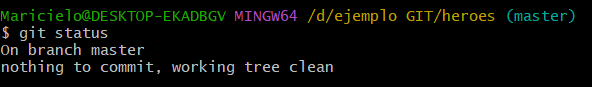 Maricielo@DESKTOP-EKADBGV MINGW64 /d/ejemplo GIT/heroes (master)
$ git status
On branch master
nothing to commit, working tree clean